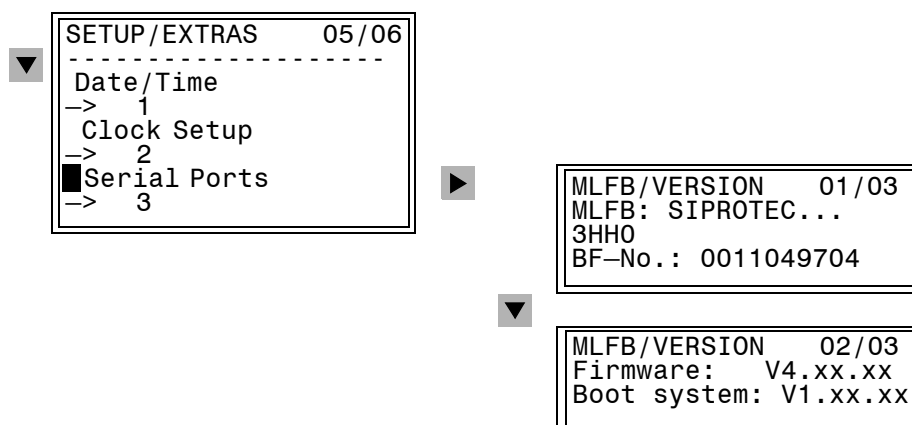 SETUP/EXTRAS 05/06
--------------------
Date/Time
—> 1
Clock Setup
—> 2
Serial Ports
—> 3
MLFB/VERSION 01/03
MLFB: SIPROTEC...
3HH0
BF—No.: 0011049704
MLFB/VERSION 02/03
Firmware: V4.xx.xx
Boot system: V1.xx.xx